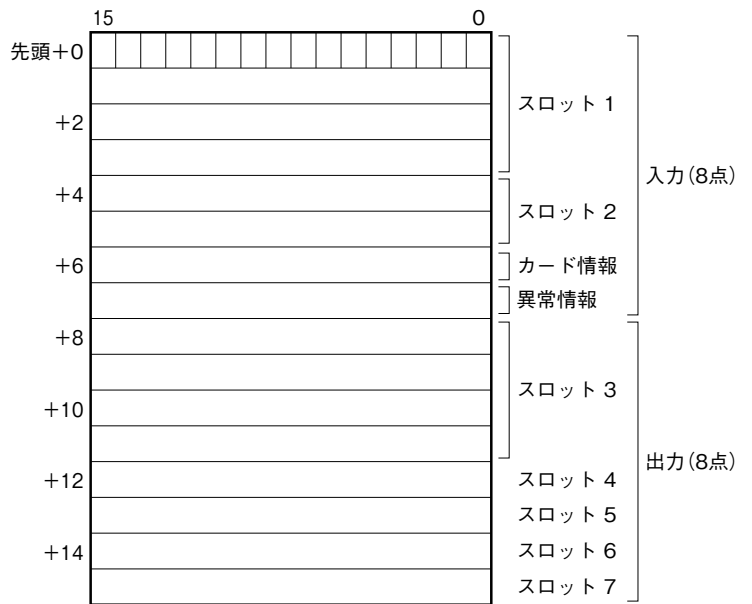 15 0
先頭+0
スロット 1
+2
入力(8点)
+4
スロット 2
+6
カード情報
異常情報
+8
スロット 3
+10
出力(8点)
+12
スロット 4
スロット 5
+14
スロット 6
スロット 7